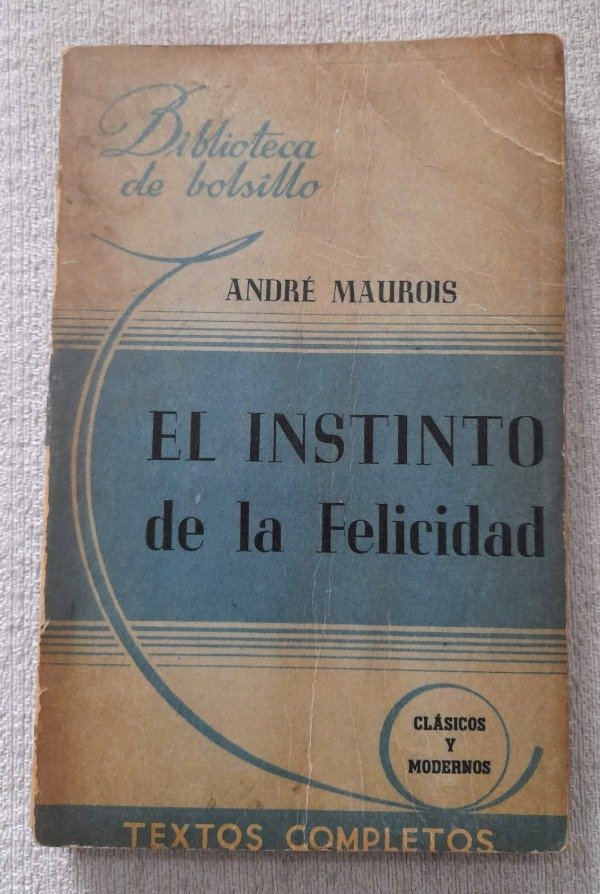 Biblioteca
de bolsillo
ANDRÉ MAUROIS
EL INSTINTO
de la Felicidad
CLÁSICOS
Y
MODERNOS
TEXTOS COMPLETOS